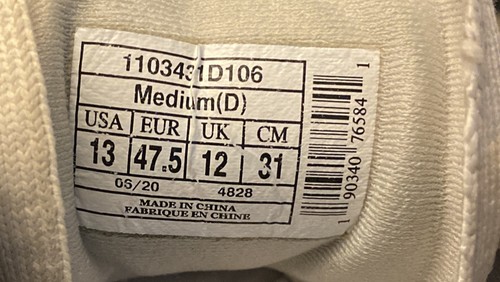 1103431D106
Medium(D)
USA EUR UK CM
13 47.5 12 31
05/20 4828
MADE IN CHINA
FABRIQUE EN CHINE
1 90340 76584 1